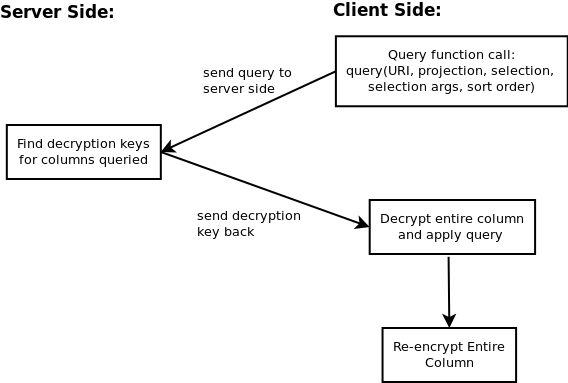 Server Side:
Client Side:
Query function call:
query(URI, projection, selection,
selection args, sort order)
send query to
server side
Find decryption keys
for columns queried
send decryption
key back
Decrypt entire column
and apply query
Re-encrypt Entire
Column